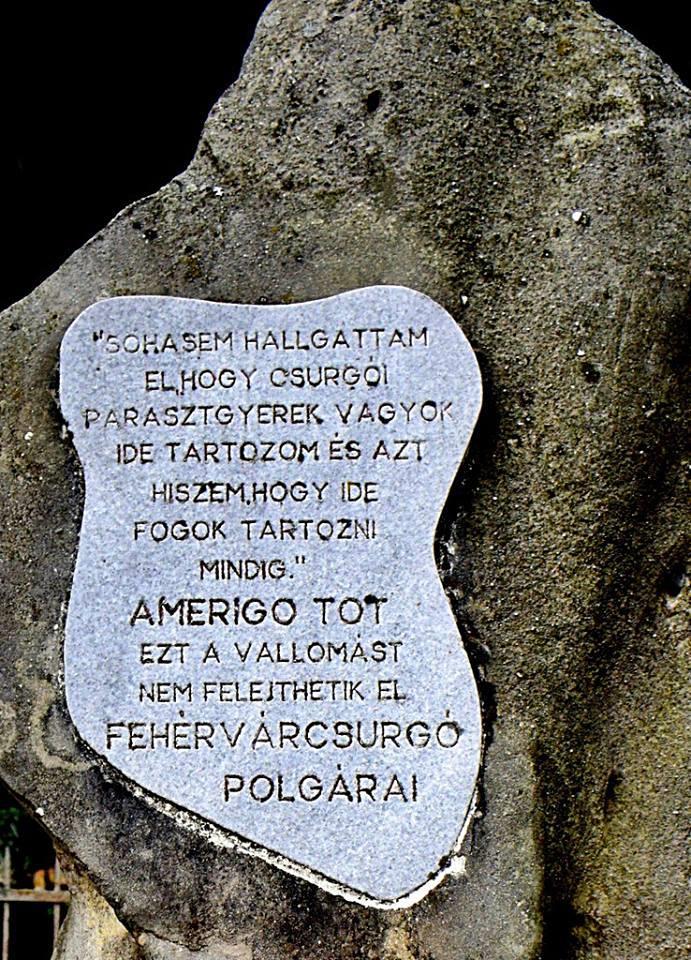 "SOHASEM HALLGATTAM
EL,HOGY CSURGÓI
PARASZTGYEREK VAGYOK
IDE TARTOZOM ÉS AZT
HISZEM,HOGY IDE
FOGOK TARTOZNI
MINDIG."
AMERIGO TOT
EZT A VALLOMÁST
NEM FELEJTHETIK EL
FEHÉRVÁRCSURGÓ
POLGÁRAI